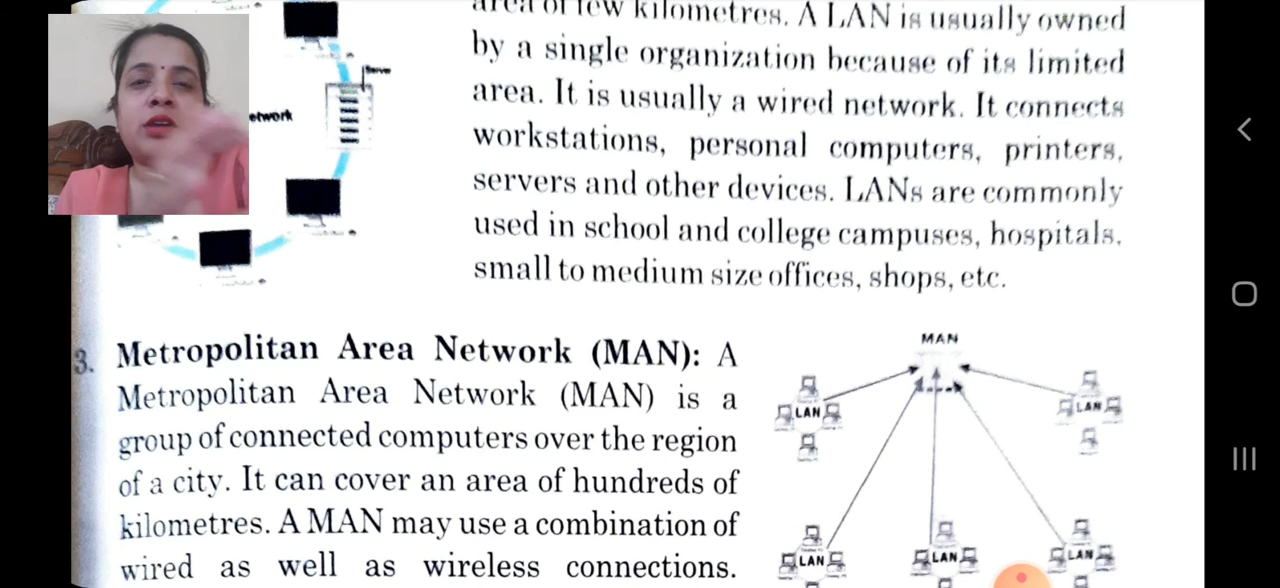 area of few kilometres. A LAN is usually owned
by a single organization because of its limited
area. It is usually a wired network. It connects
workstations, personal computers, printers,
servers and other devices. LANs are commonly
used in school and college campuses, hospitals,
small to medium size offices, shops, etc.
etwork
3. Metropolitan Area Network (MAN): A
Metropolitan Area Network (MAN) is a
group of connected computers over the region
of a city. It can cover an area of hundreds of
kilometres. A MAN may use a combination of
wired as well as wireless connections.
MAN
LAN
LAN
LAN
LAN
LAN